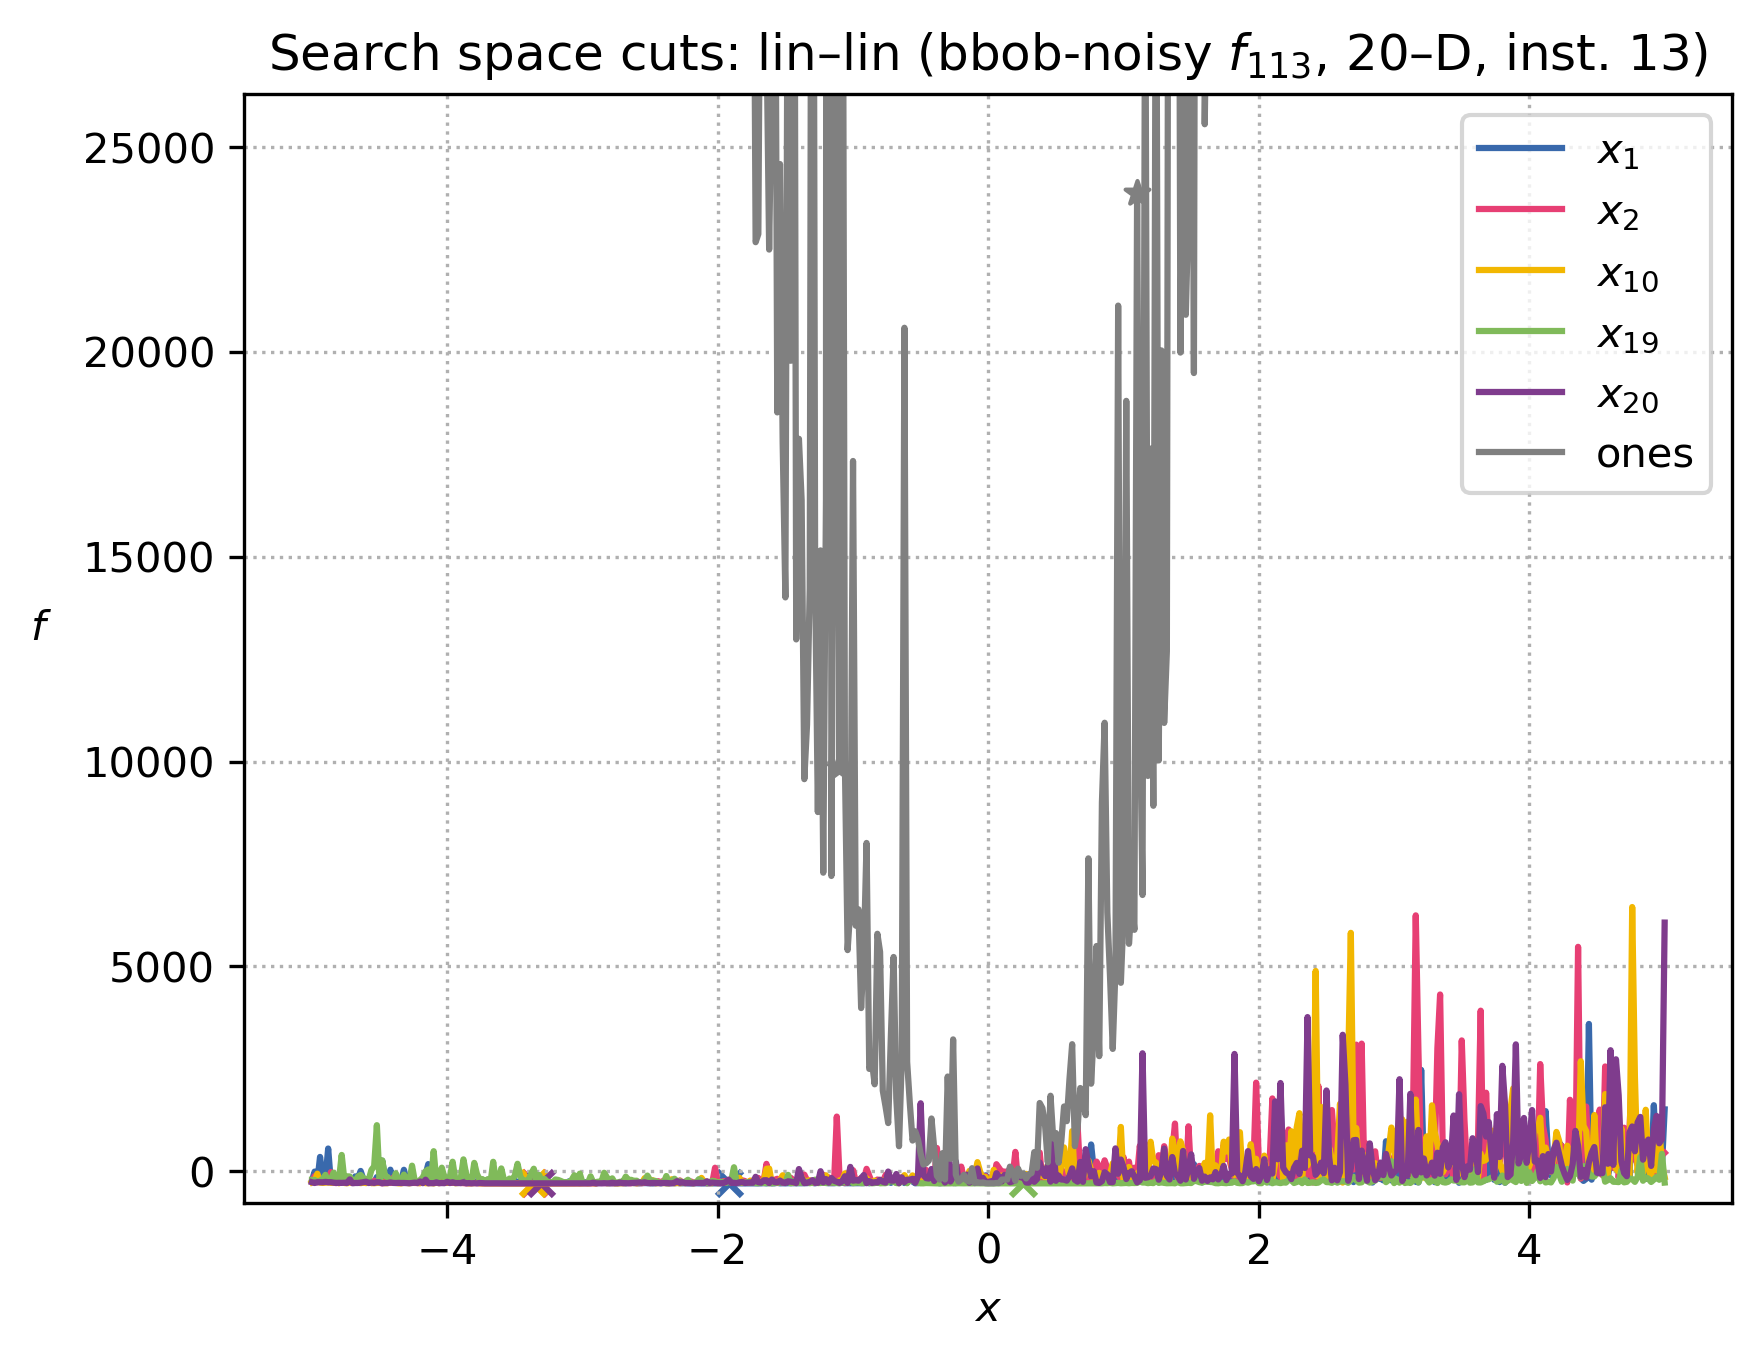 Search space cuts: lin–lin (bbob-noisy f113, 20–D, inst. 13)
25000
20000
15000
10000
5000
0
f
−4
−2
0
2
4
x
x1
x2
x10
x19
x20
ones